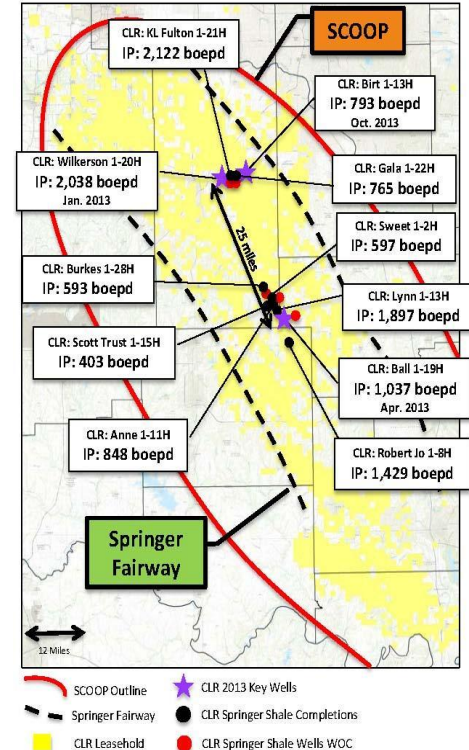 CLR: KL Fulton 1-21H
IP: 2,122 boepd
SCOOP
CLR: Birt 1-13H
IP: 793 boepd
Oct. 2013
CLR: Wilkerson 1-20H
IP: 2,038 boepd
Jan. 2013
CLR: Gala 1-22H
IP: 765 boepd
CLR: Sweet 1-2H
IP: 597 boepd
25 miles
CLR: Burkes 1-28H
IP: 593 boepd
CLR: Lynn 1-13H
IP: 1,897 boepd
CLR: Scott Trust 1-15H
IP: 403 boepd
CLR: Ball 1-19H
IP: 1,037 boepd
Apr. 2013
CLR: Anne 1-11H
IP: 848 boepd
CLR: Robert Jo 1-8H
IP: 1,429 boepd
Springer
Fairway
12 Miles
SCOOP Outline
CLR 2013 Key Wells
Springer Fairway
CLR Springer Shale Completions
CLR Leasehold
CLR Springer Shale Wells WOC